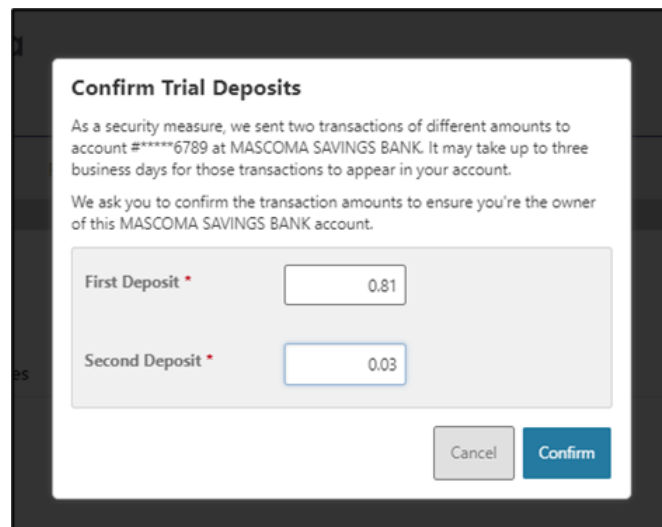 Confirm Trial Deposits
As a security measure, we sent two transactions of different amounts to
account #*****6789 at MASCOMA SAVINGS BANK. It may take up to three
business days for those transactions to appear in your account.
We ask you to confirm the transaction amounts to ensure you're the owner
of this MASCOMA SAVINGS BANK account.
First Deposit * 0.81
Second Deposit * 0.03
es
Cancel Confirm